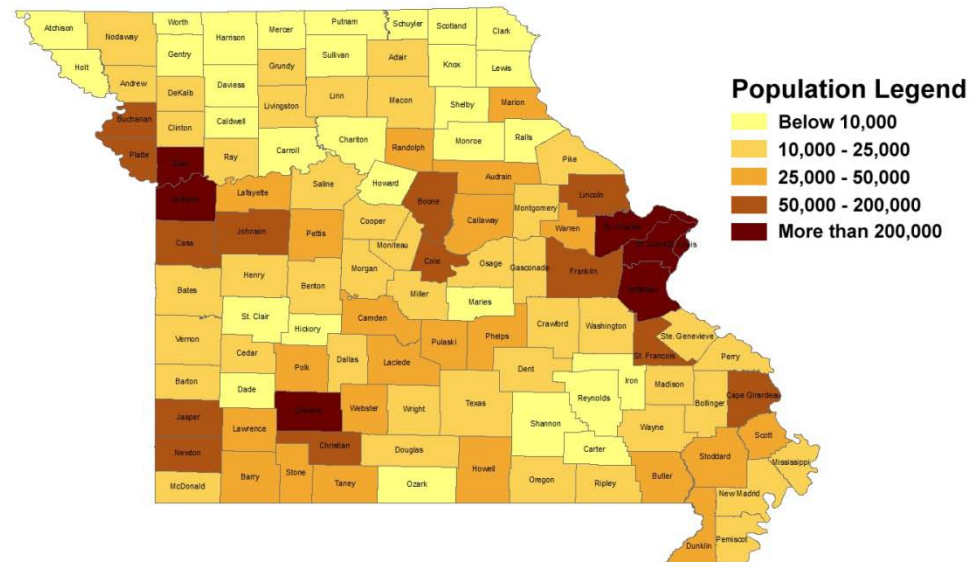 Atchison
Nodaway
Worth
Harrison
Mercer
Putnam
Schuyler
Scotland
Clark
Holt
Gentry
Sullivan
Adair
Knox
Lewis
Andrew
DeKalb
Daviess
Grundy
Linn
Macon
Shelby
Marion
Livingston
Buchanan
Clinton
Caldwell
Chariton
Randolph
Monroe
Ralls
Platte
Clay
Ray
Carroll
Pike
Howard
Audrain
Jackson
Lafayette
Saline
Boone
Lincoln
Callaway
Montgomery
Warren
Cooper
Cass
Johnson
Pettis
Moniteau
Cole
Osage
Gasconade
Franklin
Jefferson
Morgan
Miller
Bates
Henry
Benton
Maries
St. Clair
Hickory
Camden
Crawford
Washington
Ste. Genevieve
Vernon
Pulaski
Phelps
St. Francois
Perry
Cedar
Polk
Dallas
Laclede
Dent
Iron
Madison
Barton
Dade
Reynolds
Bollinger
Cape Girardeau
Jasper
Greene
Webster
Wright
Texas
Shannon
Wayne
Lawrence
Scott
Newton
Christian
Douglas
Carter
Stoddard
Mississippi
McDonald
Barry
Stone
Taney
Ozark
Howell
Oregon
Ripley
Butler
New Madrid
Dunklin
Pemiscot
Population Legend
Below 10,000
10,000 - 25,000
25,000 - 50,000
50,000 - 200,000
More than 200,000